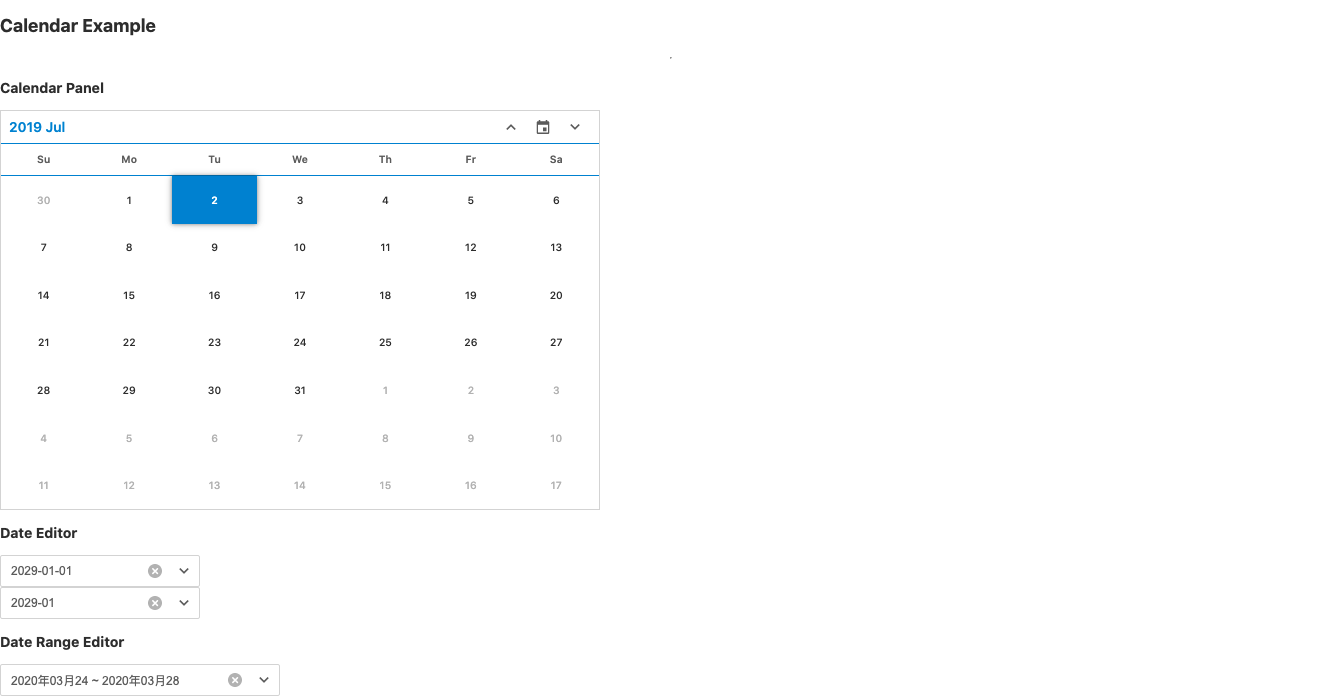 Calendar Example
Calendar Panel
2019 Jul
Su Mo Tu We Th Fr Sa
30 1 2 3 4 5 6
7 8 9 10 11 12 13
14 15 16 17 18 19 20
21 22 23 24 25 26 27
28 29 30 31 1 2 3
4 5 6 7 8 9 10
11 12 13 14 15 16 17
Date Editor
2029-01-01
2029-01
Date Range Editor
2020年03月24 ~ 2020年03月28